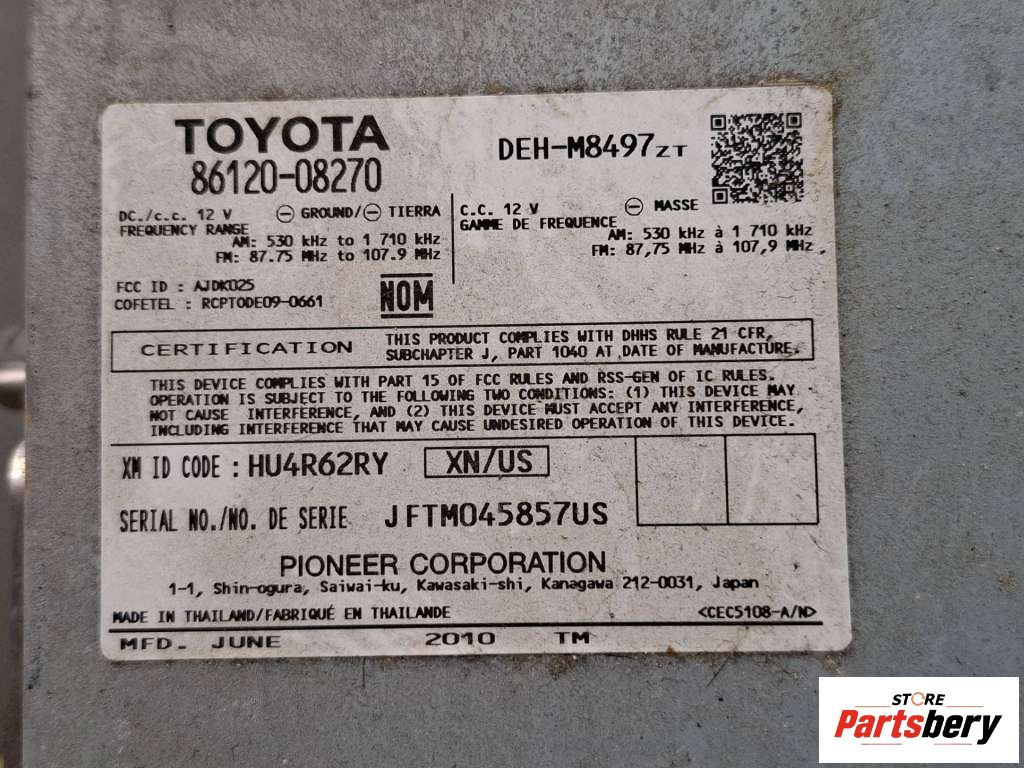 TOYOTA
86120-08270
DEH-M8497ZT
DC./c.c. 12 V ⊖ GROUND/⊖ TIERRA
FREQUENCY RANGE
AM: 530 kHz to 1 710 kHz
FM: 87.75 MHz to 107.9 MHz
C.C. 12 V ⊖ MASSE
GAMME DE FREQUENCE
AM: 530 kHz à 1 710 kHz
FM: 87,75 MHz à 107,9 MHz
FCC ID : AJDK025
COFETEL : RCPTODE09-0661
NOM
CERTIFICATION
THIS PRODUCT COMPLIES WITH DHHS RULE 21 CFR,
SUBCHAPTER J, PART 1040 AT DATE OF MANUFACTURE.
THIS DEVICE COMPLIES WITH PART 15 OF FCC RULES AND RSS-GEN OF IC RULES.
OPERATION IS SUBJECT TO THE FOLLOWING TWO CONDITIONS: (1) THIS DEVICE MAY
NOT CAUSE INTERFERENCE, AND (2) THIS DEVICE MUST ACCEPT ANY INTERFERENCE,
INCLUDING INTERFERENCE THAT MAY CAUSE UNDESIRED OPERATION OF THIS DEVICE.
XM ID CODE : HU4R62RY XN/US
SERIAL NO./NO. DE SERIE JFTM045857US
PIONEER CORPORATION
1-1, Shin-ogura, Saiwai-ku, Kawasaki-shi, Kanagawa 212-0031, Japan
MADE IN THAILAND/FABRIQUÉ EN THAILANDE <CEC5108-A/N>
MFD. JUNE 2010 TM
STORE
Partsbery